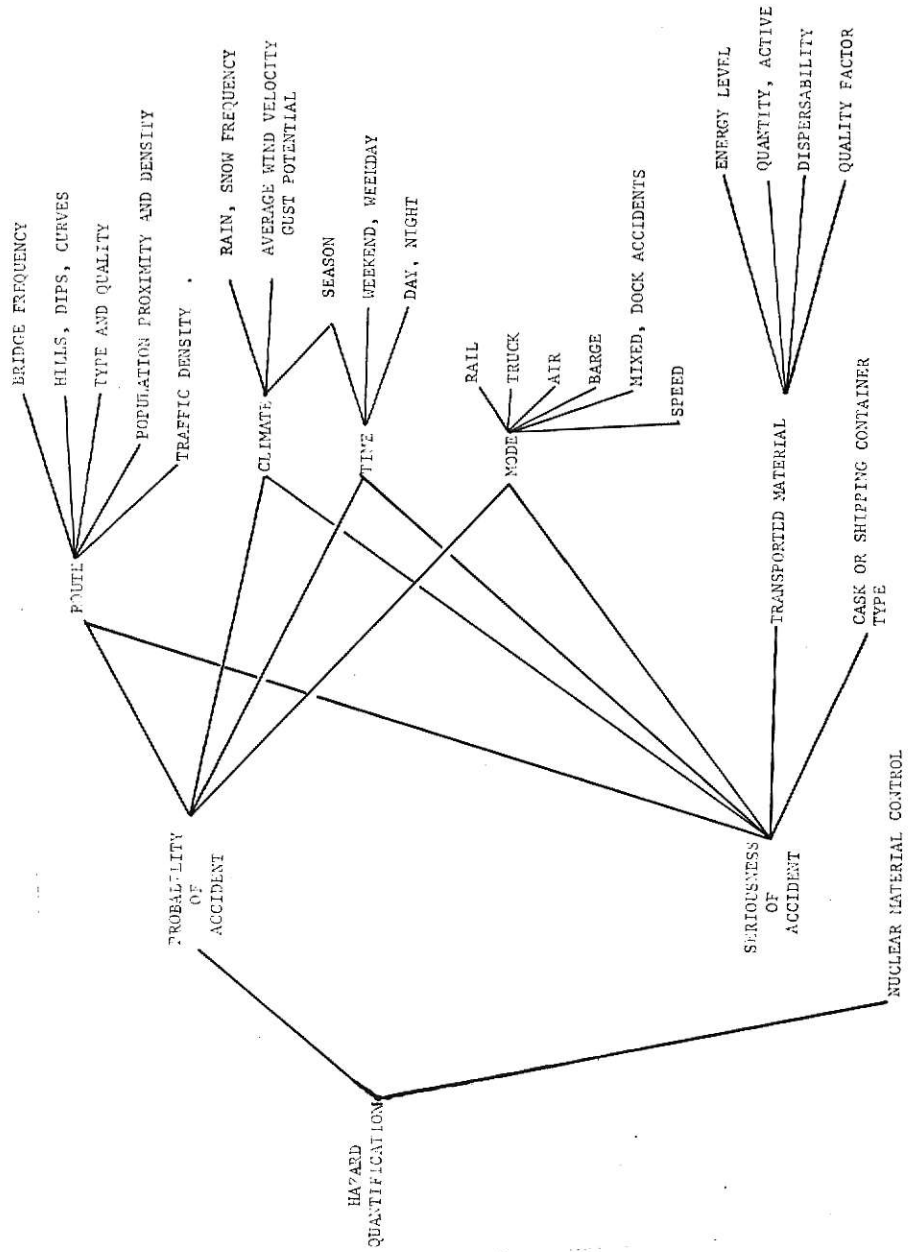 HAZARD
QUANTIFICATION
PROBABILITY
OF
ACCIDENT
SERIOUSNESS
OF
ACCIDENT
NUCLEAR MATERIAL CONTROL
ROUTE
CLIMATE
TIME
MODE
TRANSPORTED MATERIAL
CASK OR SHIPPING CONTAINER
TYPE
BRIDGE FREQUENCY
HILLS, DIPS, CURVES
TYPE AND QUALITY
POPULATION PROXIMITY AND DENSITY
TRAFFIC DENSITY
RAIN, SNOW FREQUENCY
AVERAGE WIND VELOCITY
GUST POTENTIAL
SEASON
WEEKEND, WEEKDAY
DAY, NIGHT
RAIL
TRUCK
AIR
BARGE
MIXED, DOCK ACCIDENTS
SPEED
ENERGY LEVEL
QUANTITY, ACTIVE
DISPERSABILITY
QUALITY FACTOR